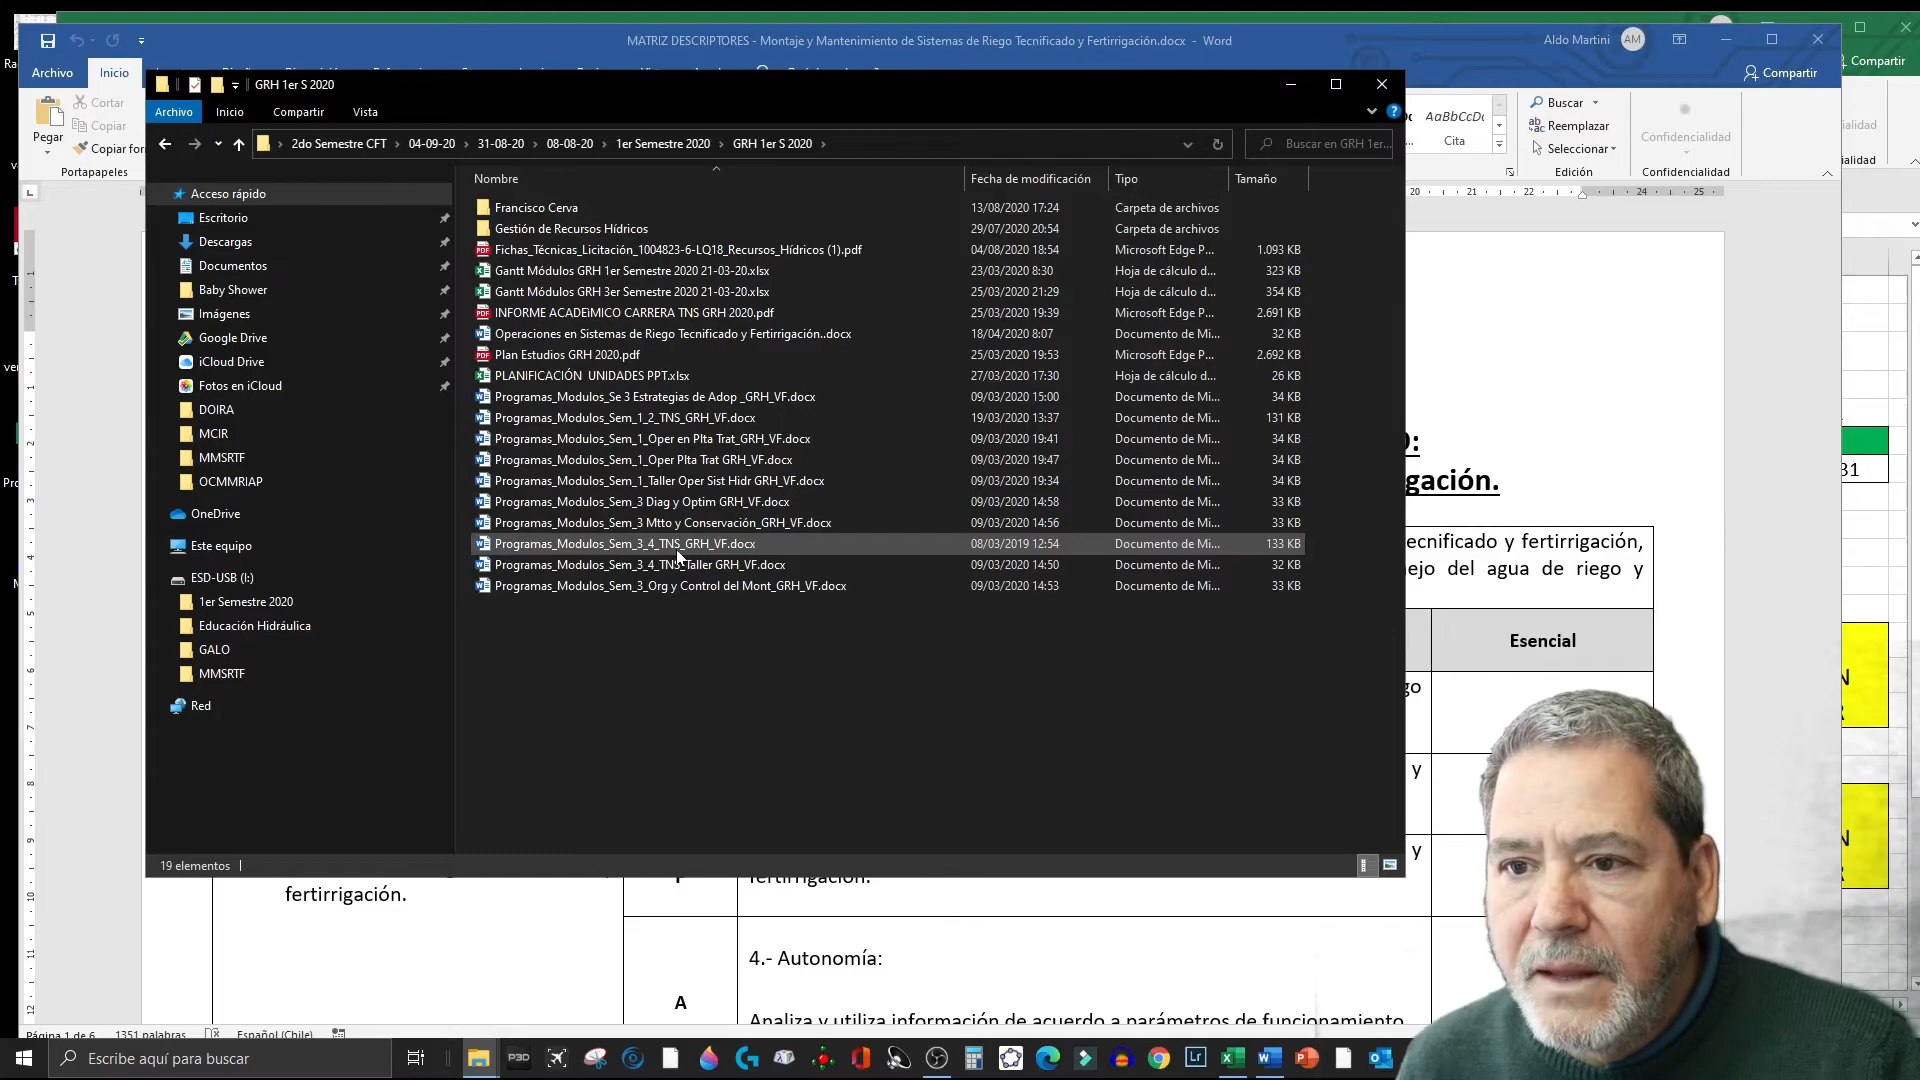 MATRIZ DESCRIPTORES - Montaje y Mantenimiento de Sistemas de Riego Tecnificado y Fertirrigación.docx - Word
Aldo Martini AM
Archivo Inicio
Compartir
Compartir
GRH 1er S 2020
Archivo Inicio Compartir Vista
Cortar
Copiar
Copiar for
Pegar
Portapapeles
AaBbCcD
...
Buscar
Reemplazar
Seleccionar
Edición
Confidencialidad
Confidencialidad
2do Semestre CFT > 04-09-20 > 31-08-20 > 08-08-20 > 1er Semestre 2020 > GRH 1er S 2020 >
Buscar en GRH 1er...
20 21 22 24 25
Nombre Fecha de modificación Tipo Tamaño
Acceso rápido
Escritorio
Descargas
Documentos
Baby Shower
Imágenes
Google Drive
iCloud Drive
Fotos en iCloud
DOIRA
MCIR
MMSRTF
OCMMRIAP
OneDrive
Este equipo
ESD-USB (I:)
1er Semestre 2020
Educación Hidráulica
GALO
MMSRTF
Red
Francisco Cerva 13/08/2020 17:24 Carpeta de archivos
Gestión de Recursos Hídricos 29/07/2020 20:54 Carpeta de archivos
Fichas_Técnicas_Licitación_1004823-6-LQ18_Recursos_Hídricos (1).pdf 04/08/2020 18:54 Microsoft Edge P... 1.093 KB
Gantt Módulos GRH 1er Semestre 2020 21-03-20.xlsx 23/03/2020 8:30 Hoja de cálculo d... 323 KB
Gantt Módulos GRH 3er Semestre 2020 21-03-20.xlsx 25/03/2020 21:29 Hoja de cálculo d... 354 KB
INFORME ACADEiMICO CARRERA TNS GRH 2020.pdf 25/03/2020 19:39 Microsoft Edge P... 2.691 KB
Operaciones en Sistemas de Riego Tecnificado y Fertirrigación..docx 18/04/2020 8:07 Documento de Mi... 32 KB
Plan Estudios GRH 2020.pdf 25/03/2020 19:53 Microsoft Edge P... 2.692 KB
PLANIFICACIÓN UNIDADES PPT.xlsx 27/03/2020 17:30 Hoja de cálculo d... 26 KB
Programas_Modulos_Se 3 Estrategias de Adop _GRH_VF.docx 09/03/2020 15:00 Documento de Mi... 34 KB
Programas_Modulos_Sem_1_2_TNS_GRH_VF.docx 19/03/2020 13:37 Documento de Mi... 131 KB
Programas_Modulos_Sem_1_Oper en Plta Trat_GRH_VF.docx 09/03/2020 19:41 Documento de Mi... 34 KB
Programas_Modulos_Sem_1_Oper Plta Trat GRH_VF.docx 09/03/2020 19:47 Documento de Mi... 34 KB
Programas_Modulos_Sem_1_Taller Oper Sist Hidr GRH_VF.docx 09/03/2020 19:34 Documento de Mi... 34 KB
Programas_Modulos_Sem_3 Diag y Optim GRH_VF.docx 09/03/2020 14:58 Documento de Mi... 33 KB
Programas_Modulos_Sem_3 Mtto y Conservación_GRH_VF.docx 09/03/2020 14:56 Documento de Mi... 33 KB
Programas_Modulos_Sem_3_4_TNS_GRH_VF.docx 08/03/2019 12:54 Documento de Mi... 133 KB
Programas_Modulos_Sem_3_4_TNS_Taller GRH_VF.docx 09/03/2020 14:50 Documento de Mi... 32 KB
Programas_Modulos_Sem_3_Org y Control del Mont_GRH_VF.docx 09/03/2020 14:53 Documento de Mi... 33 KB
19 elementos
gación.
ecnificado y fertirrigación,
ejo del agua de riego y
Esencial
go
y
y
fertirrigación.
fertirrigación.
4.- Autonomía:
A
Analiza y utiliza información de acuerdo a parámetros de funcionamiento
Página 1 de 6 1351 palabras Español (Chile)
Escribe aquí para buscar
P3D
Lr